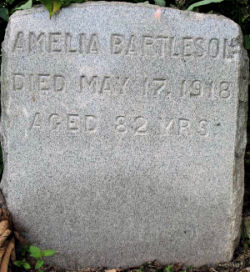 AMELIA BARTLESON
DIED MAY 17, 1918
AGED 82 YRS